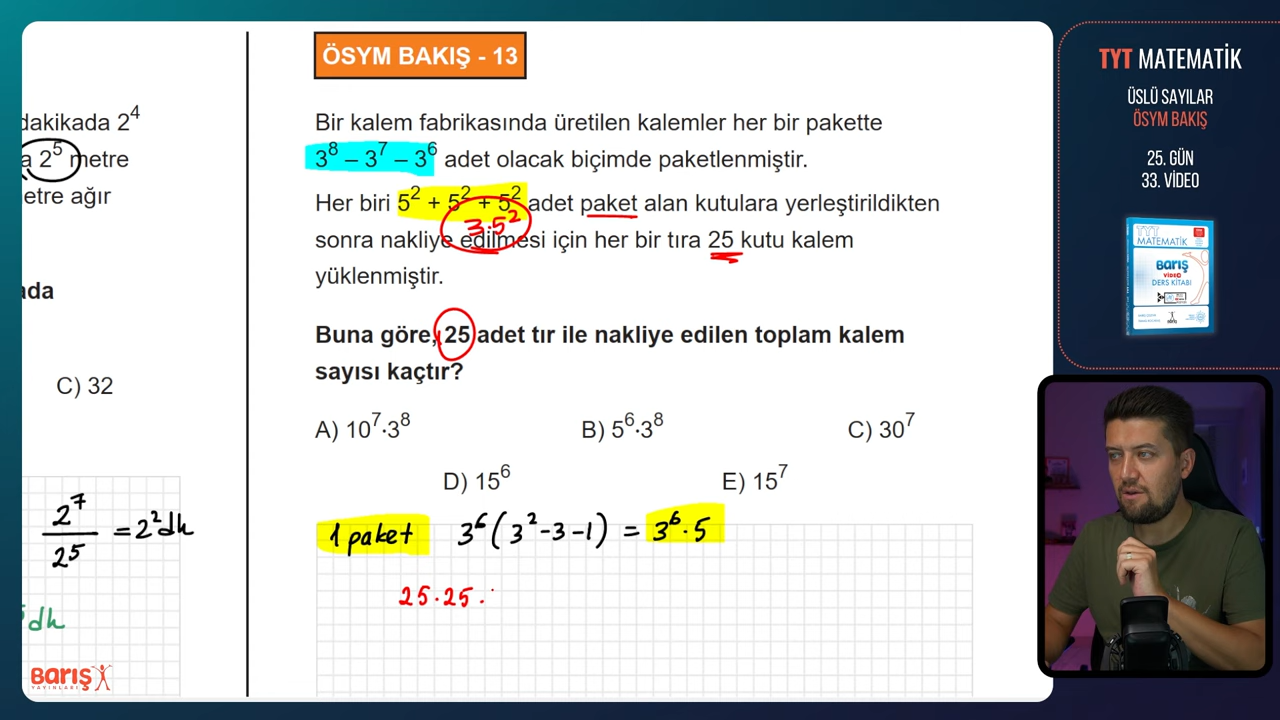 dakikada 2⁴
a 2⁵ metre
etre ağır
ada
C) 32
2⁷
2⁵
= 2² dk
dk
BARIŞ
YAYINLARI
ÖSYM BAKIŞ - 13
Bir kalem fabrikasında üretilen kalemler her bir pakette
3⁸ – 3⁷ – 3⁶ adet olacak biçimde paketlenmiştir.
Her biri 5² + 5² + 5² adet paket alan kutulara yerleştirildikten
3·5²
sonra nakliye edilmesi için her bir tıra 25 kutu kalem
yüklenmiştir.
Buna göre, 25 adet tır ile nakliye edilen toplam kalem
sayısı kaçtır?
A) 10⁷·3⁸ B) 5⁶·3⁸ C) 30⁷
D) 15⁶ E) 15⁷
1 paket 3⁶(3²-3-1) = 3⁶·5
25·25·
TYT MATEMATİK
ÜSLÜ SAYILAR
ÖSYM BAKIŞ
25. GÜN
33. VİDEO
TYT
MATEMATİK
BARIŞ
VİDEO
DERS KİTABI